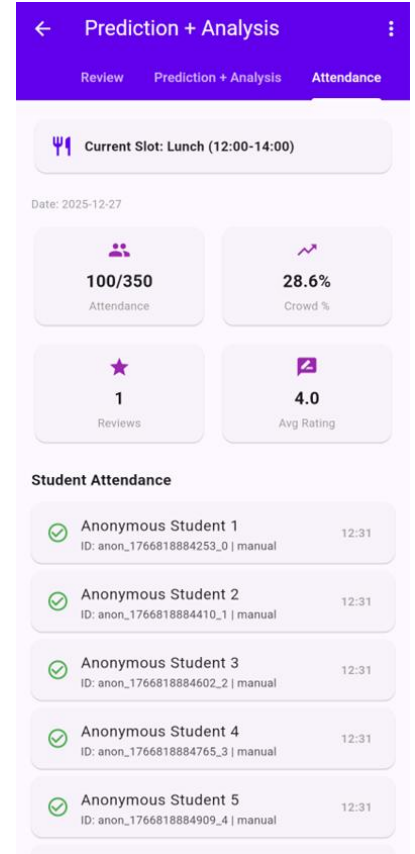 Prediction + Analysis
Review Prediction + Analysis Attendance
Current Slot: Lunch (12:00-14:00)
Date: 2025-12-27
100/350
Attendance
28.6%
Crowd %
1
Reviews
4.0
Avg Rating
Student Attendance
Anonymous Student 1
ID: anon_1766818884253_0 | manual
12:31
Anonymous Student 2
ID: anon_1766818884410_1 | manual
12:31
Anonymous Student 3
ID: anon_1766818884602_2 | manual
12:31
Anonymous Student 4
ID: anon_1766818884765_3 | manual
12:31
Anonymous Student 5
ID: anon_1766818884909_4 | manual
12:31